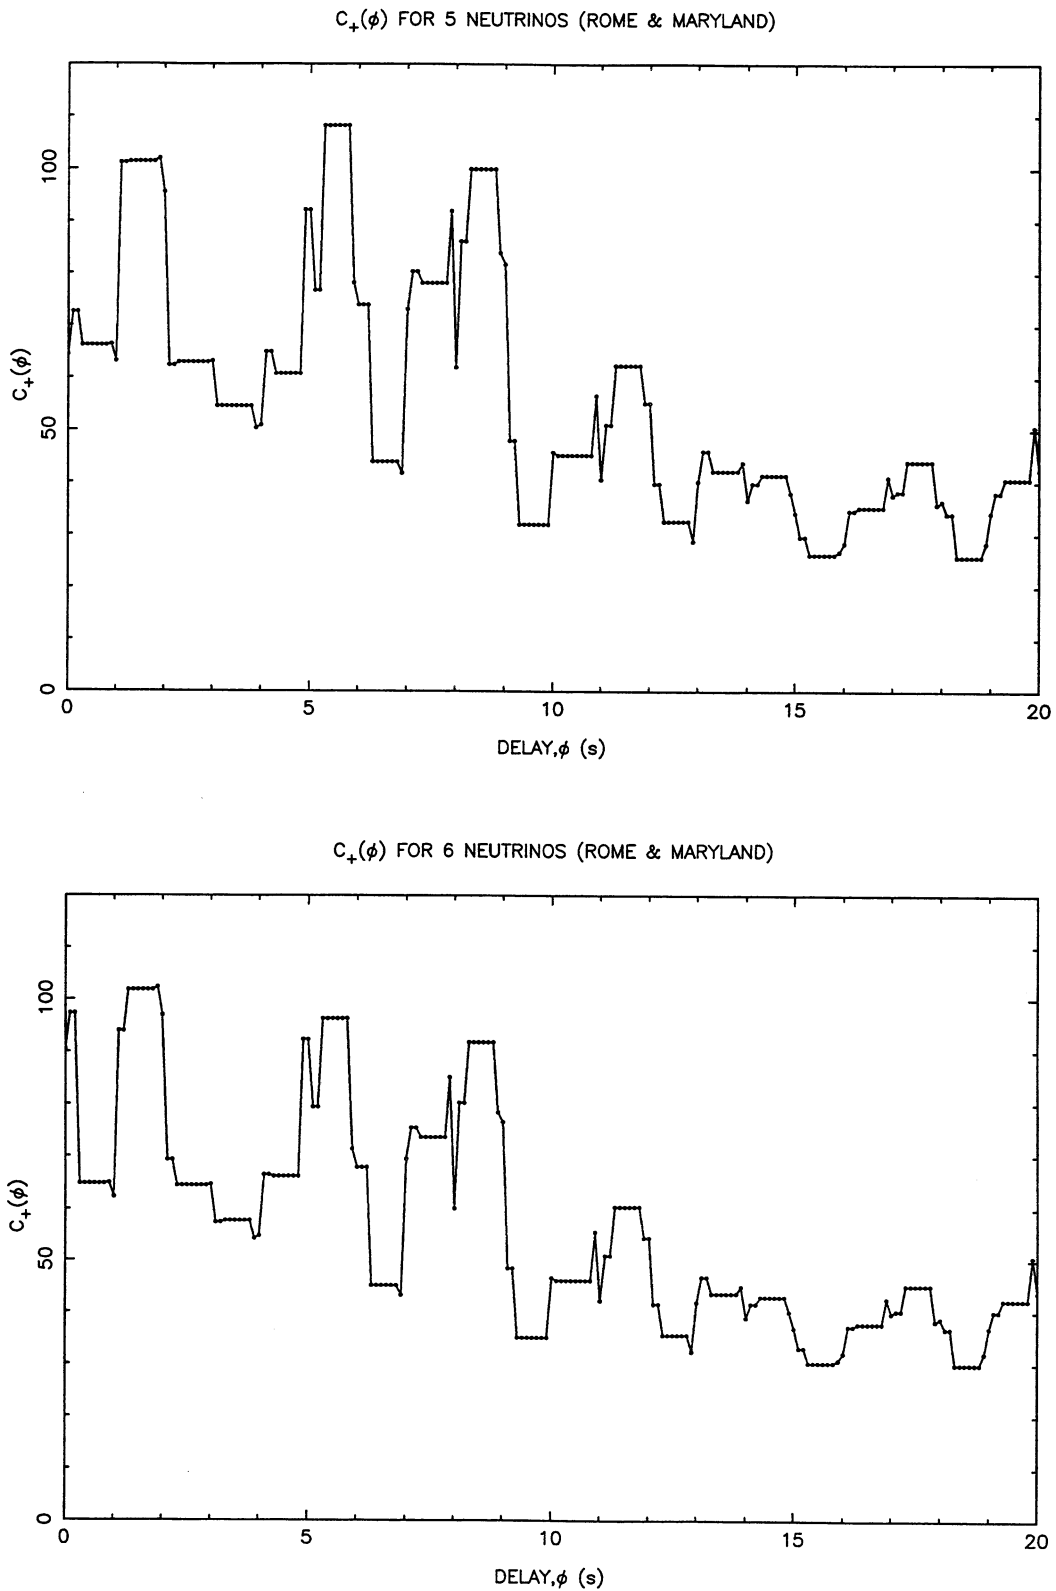 C₊(ϕ) FOR 5 NEUTRINOS (ROME & MARYLAND)
100
50
0
C₊(ϕ)
0 5 10 15 20
DELAY,ϕ (s)
C₊(ϕ) FOR 6 NEUTRINOS (ROME & MARYLAND)
100
50
0
C₊(ϕ)
0 5 10 15 20
DELAY,ϕ (s)